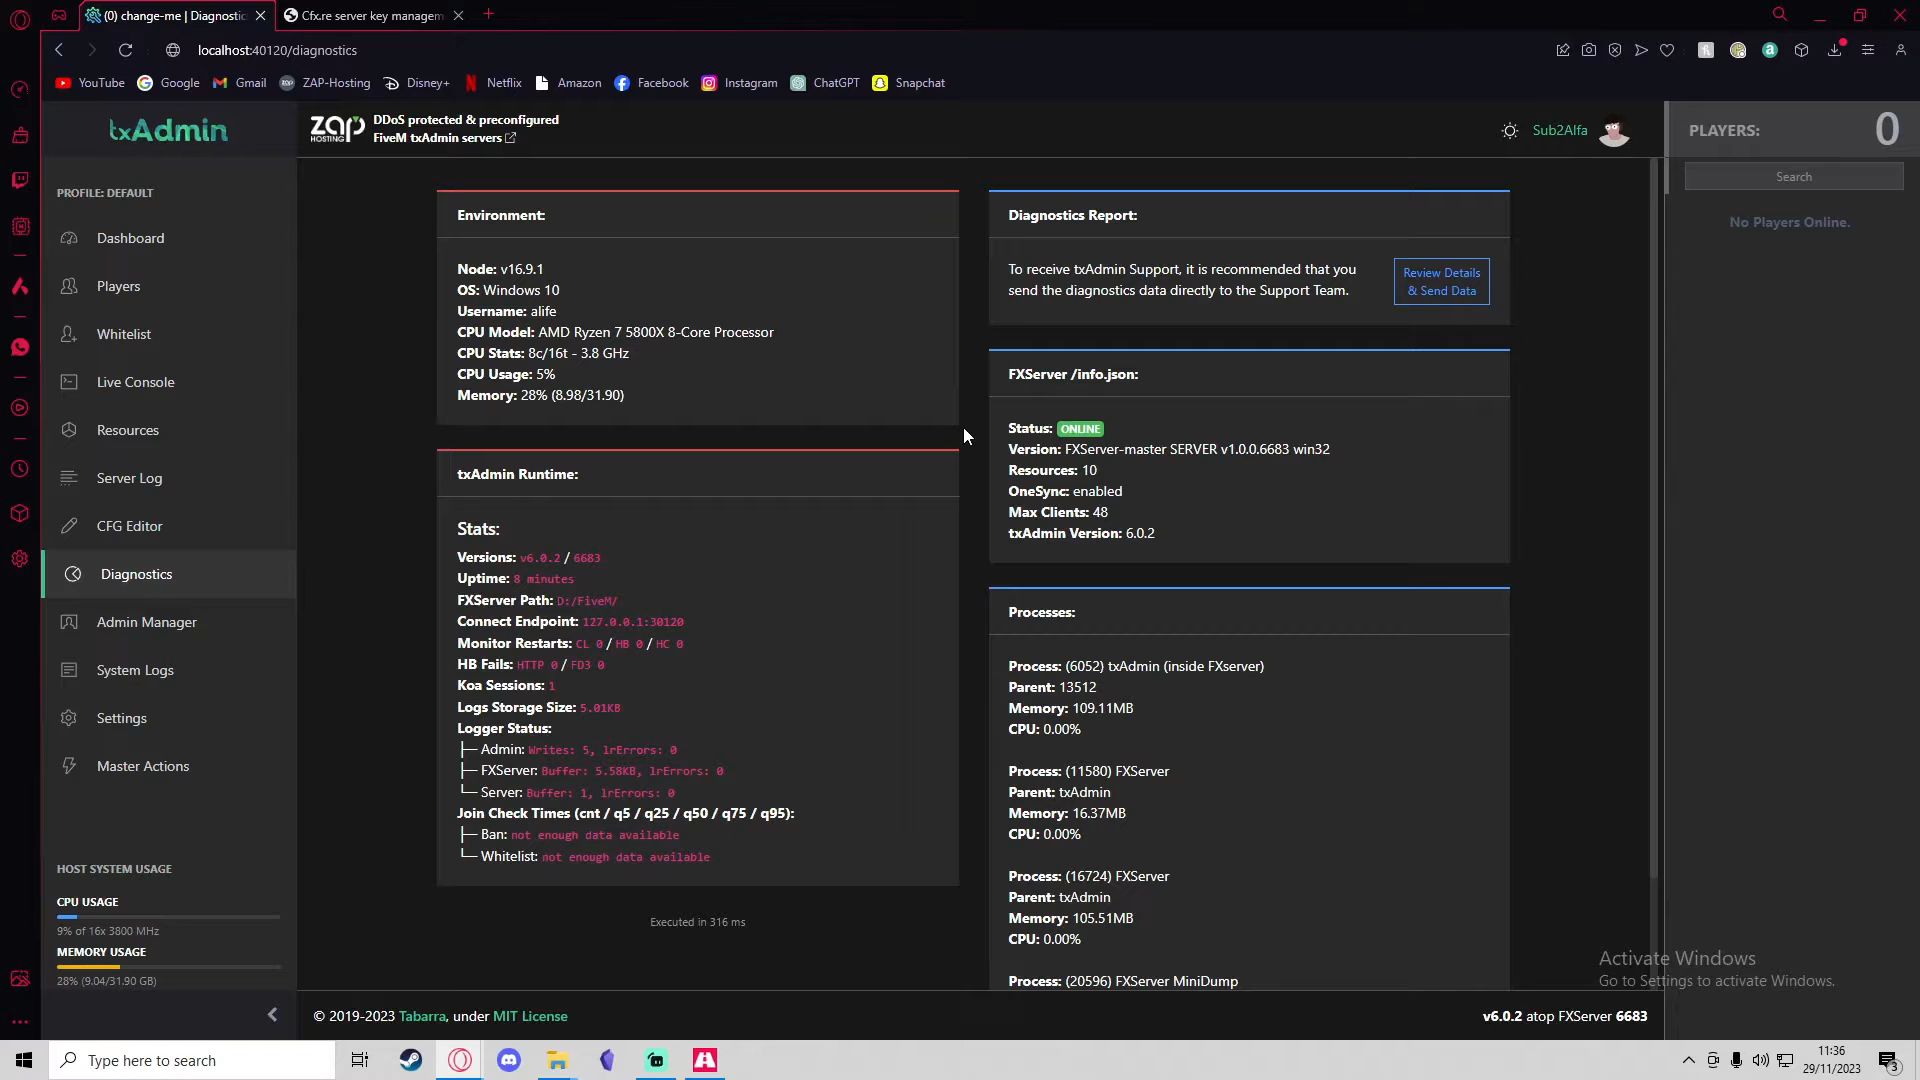 (0) change-me | Diagnostic
Cfx.re server key managem
localhost:40120/diagnostics
YouTube
Google
Gmail
ZAP-Hosting
Disney+
Netflix
Amazon
Facebook
Instagram
ChatGPT
Snapchat
txAdmin
ZAP HOSTING
DDoS protected & preconfigured
FiveM txAdmin servers
Sub2Alfa
PLAYERS: 0
Search
No Players Online.
PROFILE: DEFAULT
Dashboard
Players
Whitelist
Live Console
Resources
Server Log
CFG Editor
Diagnostics
Admin Manager
System Logs
Settings
Master Actions
HOST SYSTEM USAGE
CPU USAGE
9% of 16x 3800 MHz
MEMORY USAGE
28% (9.04/31.90 GB)
Environment:
Node: v16.9.1
OS: Windows 10
Username: alife
CPU Model: AMD Ryzen 7 5800X 8-Core Processor
CPU Stats: 8c/16t - 3.8 GHz
CPU Usage: 5%
Memory: 28% (8.98/31.90)
txAdmin Runtime:
Stats:
Versions: v6.0.2 / 6683
Uptime: 8 minutes
FXServer Path: D:/FiveM/
Connect Endpoint: 127.0.0.1:30120
Monitor Restarts: CL 0 / HB 0 / HC 0
HB Fails: HTTP 0 / FD3 0
Koa Sessions: 1
Logs Storage Size: 5.01KB
Logger Status:
├─ Admin: Writes: 5, lrErrors: 0
├─ FXServer: Buffer: 5.58KB, lrErrors: 0
└─ Server: Buffer: 1, lrErrors: 0
Join Check Times (cnt / q5 / q25 / q50 / q75 / q95):
├─ Ban: not enough data available
└─ Whitelist: not enough data available
Executed in 316 ms
Diagnostics Report:
To receive txAdmin Support, it is recommended that you
send the diagnostics data directly to the Support Team.
Review Details
& Send Data
FXServer /info.json:
Status: ONLINE
Version: FXServer-master SERVER v1.0.0.6683 win32
Resources: 10
OneSync: enabled
Max Clients: 48
txAdmin Version: 6.0.2
Processes:
Process: (6052) txAdmin (inside FXserver)
Parent: 13512
Memory: 109.11MB
CPU: 0.00%
Process: (11580) FXServer
Parent: txAdmin
Memory: 16.37MB
CPU: 0.00%
Process: (16724) FXServer
Parent: txAdmin
Memory: 105.51MB
CPU: 0.00%
Process: (20596) FXServer MiniDump
Activate Windows
Go to Settings to activate Windows.
© 2019-2023 Tabarra, under MIT License
v6.0.2 atop FXServer 6683
Type here to search
11:36
29/11/2023
3